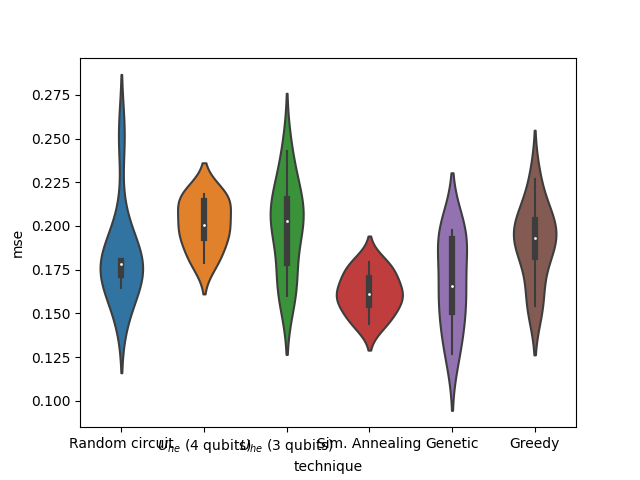 0.275
0.250
0.225
0.200
0.175
0.150
0.125
0.100
mse
Random circuit
U_he (4 qubits)
U_he (3 qubits)
Sim. Annealing
Genetic
Greedy
technique